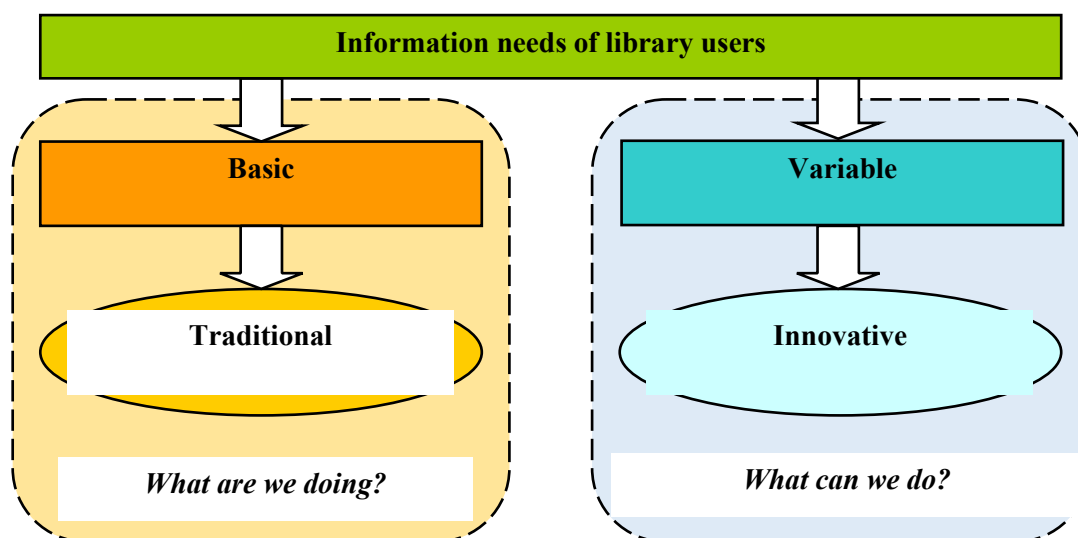 Information needs of library users
Basic
Variable
Traditional
Innovative
What are we doing?
What can we do?